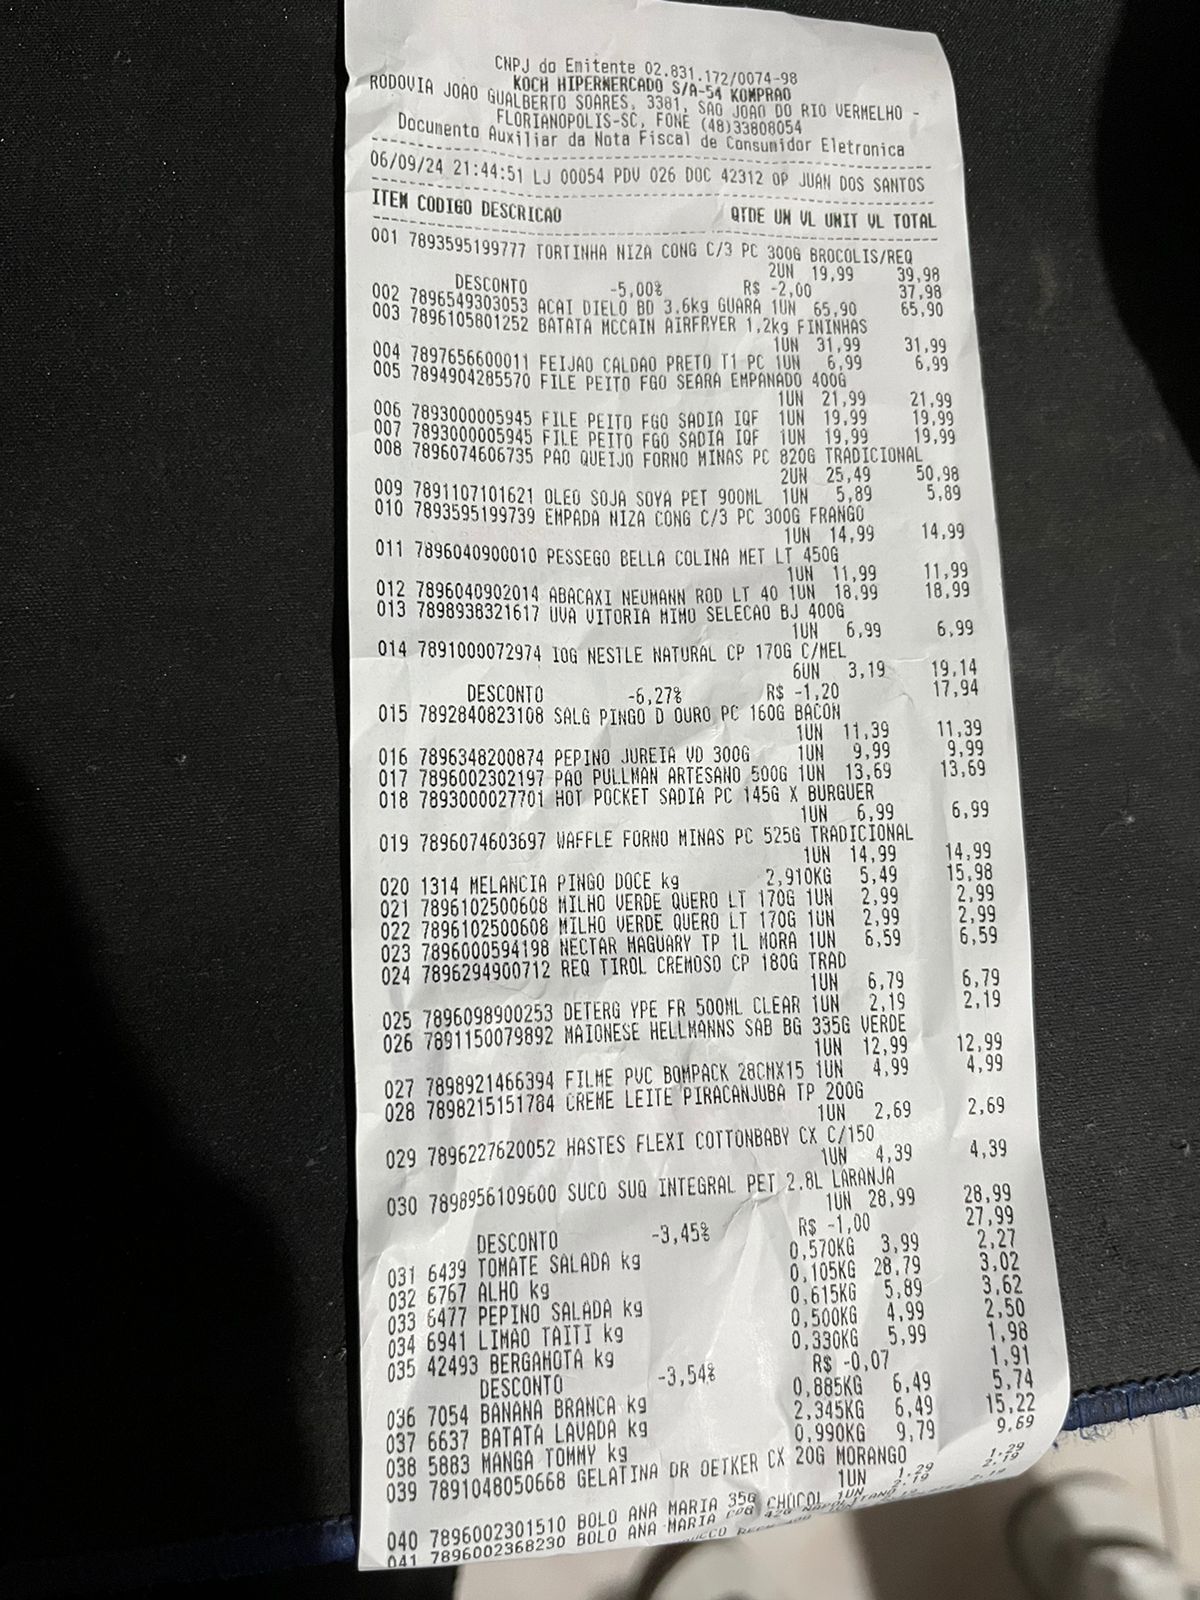 CNPJ do Emitente 02.831.172/0074-98
KOCH HIPERMERCADO S/A-54 KOMPRAO
RODOVIA JOAO GUALBERTO SOARES, 3381, SAO JOAO DO RIO VERMELHO -
FLORIANOPOLIS-SC, FONE (48)33808054
Documento Auxiliar da Nota Fiscal de Consumidor Eletronica
06/09/24 21:44:51 LJ 00054 PDV 026 DOC 42312 OP JUAN DOS SANTOS
ITEM CODIGO DESCRICAO QTDE UN VL UNIT VL TOTAL
001 7893595199777 TORTINHA NIZA CONG C/3 PC 300G BROCOLIS/REQ
2UN 19,99 39,98
DESCONTO -5,00% R$ -2,00 37,98
002 7896549303053 ACAI DIELO BD 3.6kg GUARA 1UN 65,90 65,90
003 7896105801252 BATATA MCCAIN AIRFRYER 1,2kg FININHAS
1UN 31,99 31,99
004 7897656600011 FEIJAO CALDAO PRETO T1 PC 1UN 6,99 6,99
005 7894904285570 FILE PEITO FGO SEARA EMPANADO 400G
1UN 21,99 21,99
006 7893000005945 FILE PEITO FGO SADIA IQF 1UN 19,99 19,99
007 7893000005945 FILE PEITO FGO SADIA IQF 1UN 19,99 19,99
008 7896074606735 PAO QUEIJO FORNO MINAS PC 820G TRADICIONAL
2UN 25,49 50,98
009 7891107101621 OLEO SOJA SOYA PET 900ML 1UN 5,89 5,89
010 7893595199739 EMPADA NIZA CONG C/3 PC 300G FRANGO
1UN 14,99 14,99
011 7896040900010 PESSEGO BELLA COLINA MET LT 450G
1UN 11,99 11,99
012 7896040902014 ABACAXI NEUMANN ROD LT 40 1UN 18,99 18,99
013 7898938321617 UVA VITORIA MIMO SELECAO BJ 400G
1UN 6,99 6,99
014 7891000072974 IOG NESTLE NATURAL CP 170G C/MEL
6UN 3,19 19,14
DESCONTO -6,27% R$ -1,20 17,94
015 7892840823108 SALG PINGO D OURO PC 160G BACON
1UN 11,39 11,39
016 7896348200874 PEPINO JUREIA VD 300G 1UN 9,99 9,99
017 7896002302197 PAO PULLMAN ARTESANO 500G 1UN 13,69 13,69
018 7893000027701 HOT POCKET SADIA PC 145G X BURGUER
1UN 6,99 6,99
019 7896074603697 WAFFLE FORNO MINAS PC 525G TRADICIONAL
1UN 14,99 14,99
020 1314 MELANCIA PINGO DOCE kg 2,910KG 5,49 15,98
021 7896102500608 MILHO VERDE QUERO LT 170G 1UN 2,99 2,99
022 7896102500608 MILHO VERDE QUERO LT 170G 1UN 2,99 2,99
023 7896000594198 NECTAR MAGUARY TP 1L MORA 1UN 6,59 6,59
024 7896294900712 REQ TIROL CREMOSO CP 180G TRAD
1UN 6,79 6,79
025 7896098900253 DETERG YPE FR 500ML CLEAR 1UN 2,19 2,19
026 7891150079892 MAIONESE HELLMANNS SAB BG 335G VERDE
1UN 12,99 12,99
027 7898921466394 FILME PVC BOMPACK 28CMX15 1UN 4,99 4,99
028 7898215151784 CREME LEITE PIRACANJUBA TP 200G
1UN 2,69 2,69
029 7896227620052 HASTES FLEXI COTTONBABY CX C/150
1UN 4,39 4,39
030 7898956109600 SUCO SUQ INTEGRAL PET 2.8L LARANJA
1UN 28,99 28,99
DESCONTO -3,45% R$ -1,00 27,99
031 6439 TOMATE SALADA kg 0,570KG 3,99 2,27
032 6767 ALHO kg 0,105KG 28,79 3,02
033 6477 PEPINO SALADA kg 0,615KG 5,89 3,62
034 6941 LIMAO TAITI kg 0,500KG 4,99 2,50
035 42493 BERGAMOTA kg 0,330KG 5,99 1,98
DESCONTO -3,54% R$ -0,07 1,91
036 7054 BANANA BRANCA kg 0,885KG 6,49 5,74
037 6637 BATATA LAVADA kg 2,345KG 6,49 15,22
038 5883 MANGA TOMMY kg 0,990KG 9,79 9,69
039 7891048050668 GELATINA DR OETKER CX 20G MORANGO
1UN 1,29 1,29
040 7896002301510 BOLO ANA MARIA 35G CHOCOL 1UN 2,19 2,19
041 7896002368230 BOLO ANA MARIA 42G NAPOLITANO